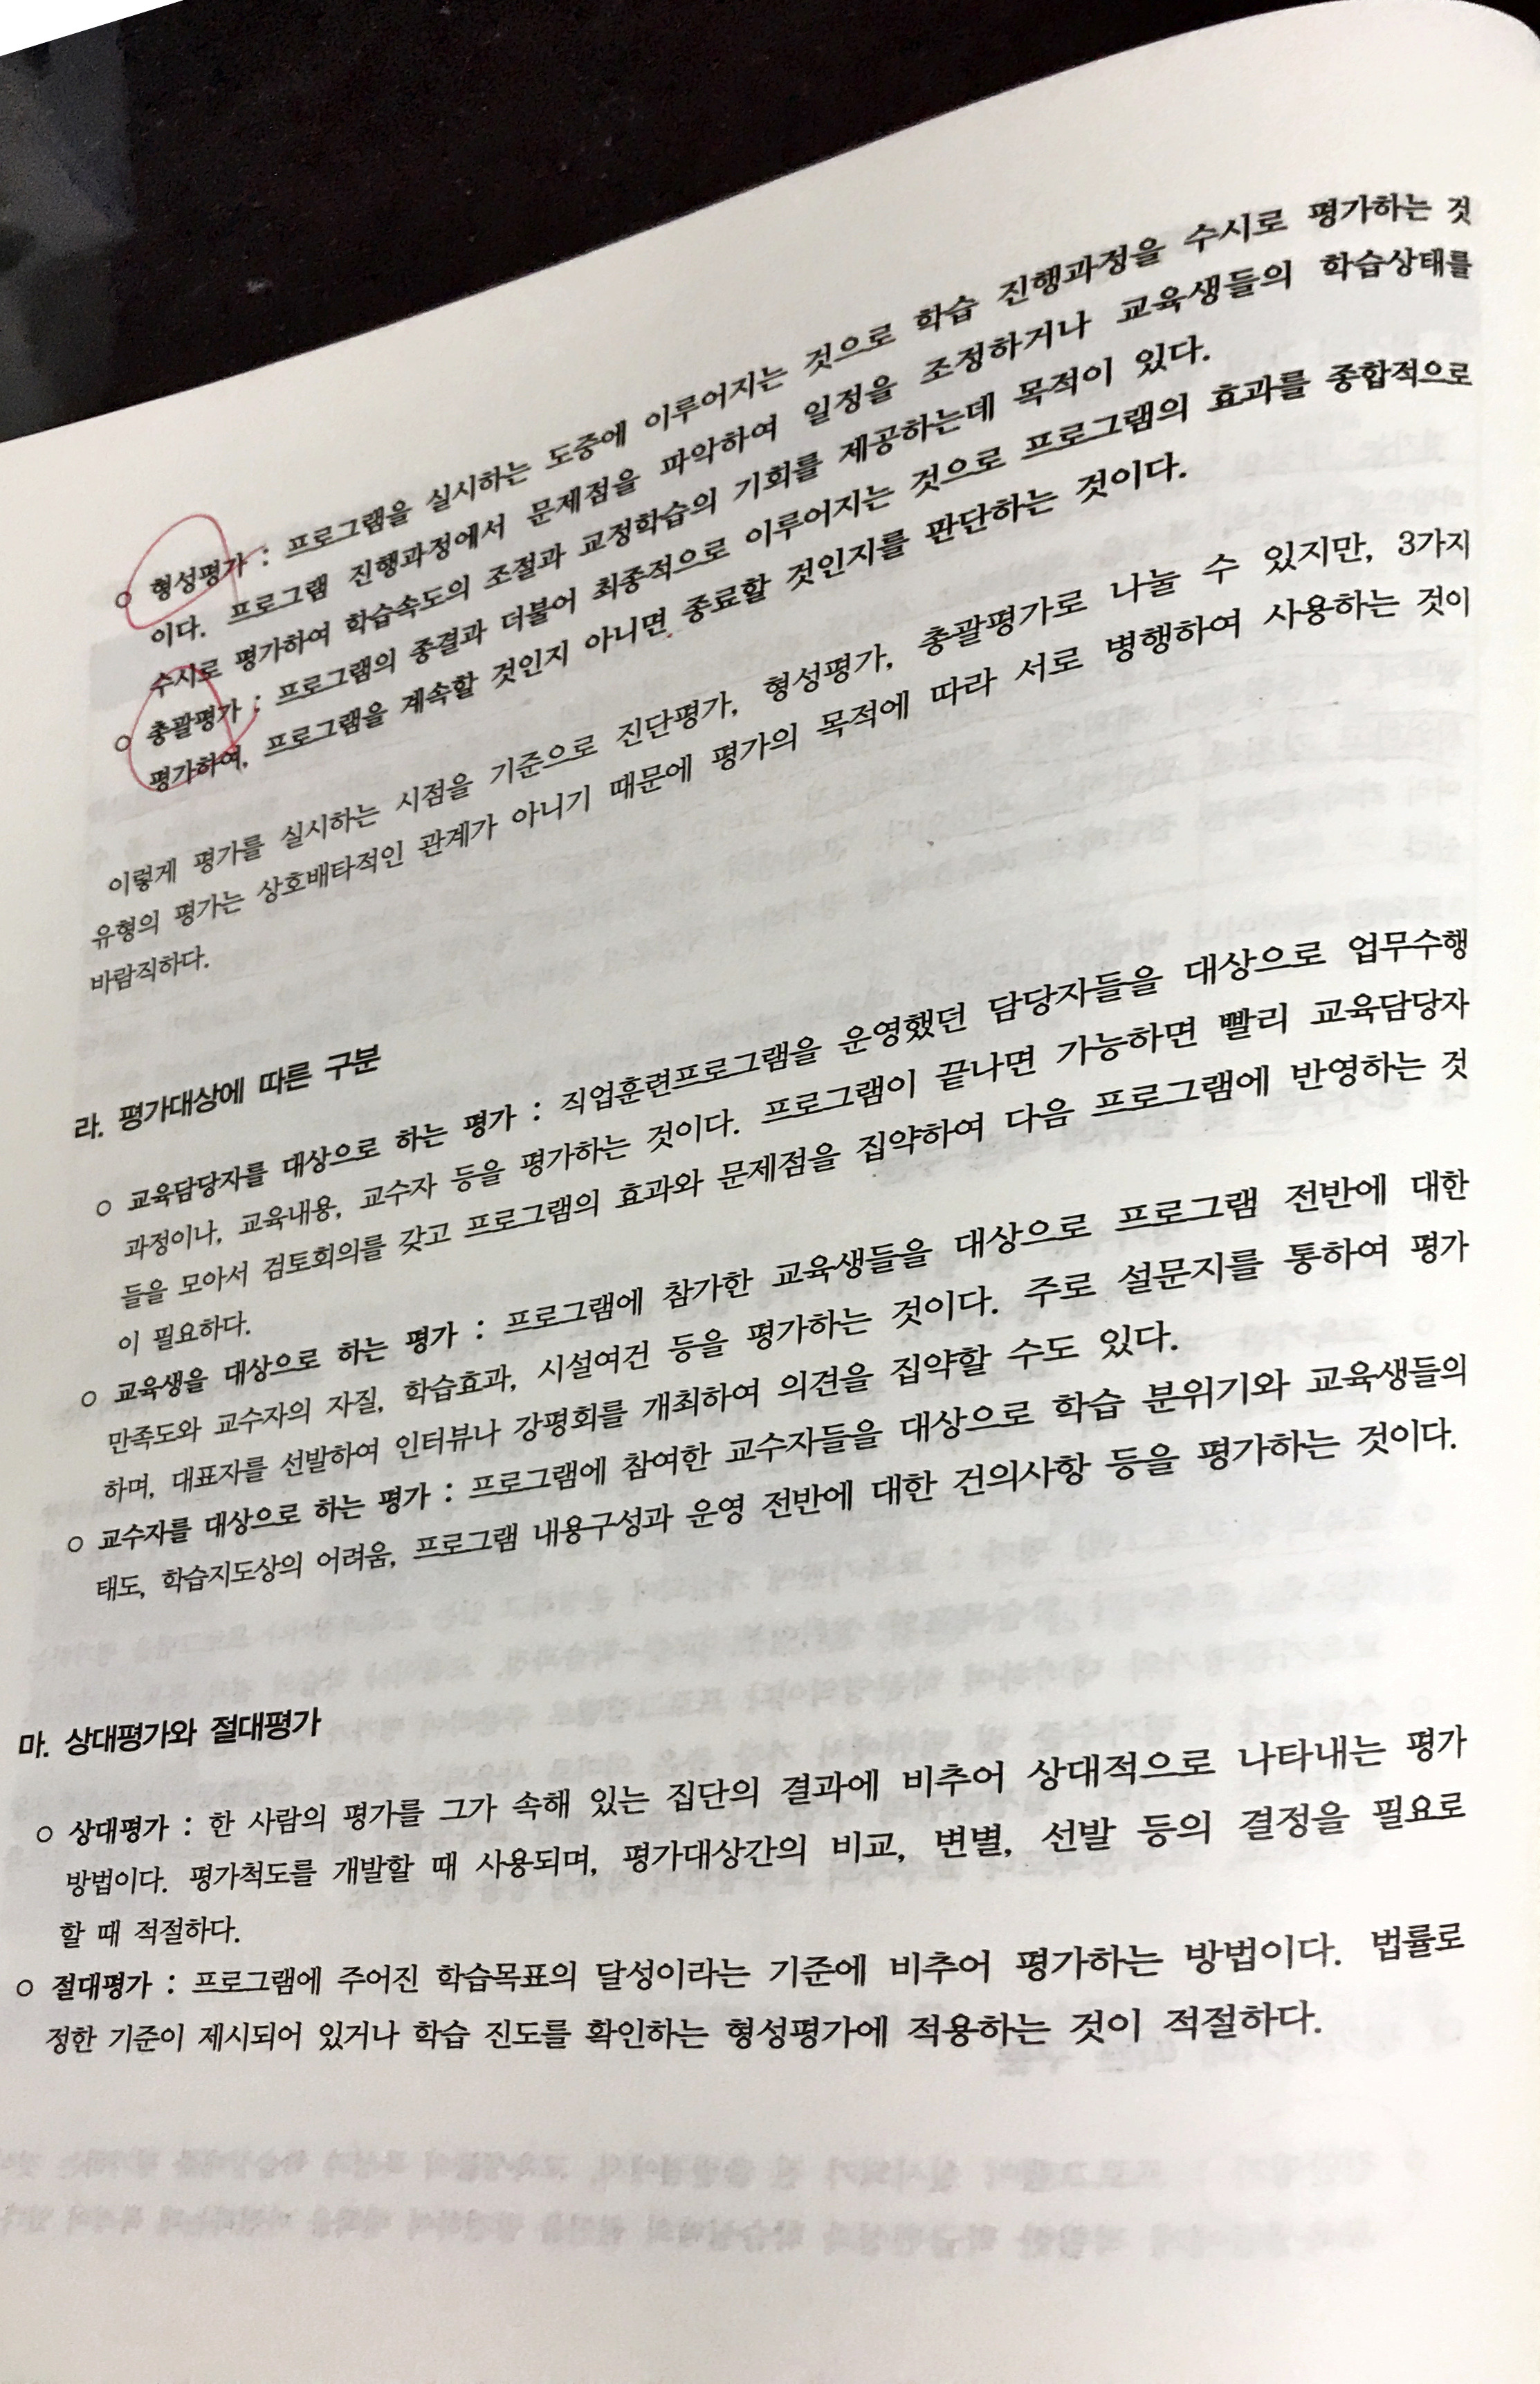 ○ 형성평가 : 프로그램을 실시하는 도중에 이루어지는 것으로 학습 진행과정을 수시로 평가하는 것
이다. 프로그램 진행과정에서 문제점을 파악하여 일정을 조정하거나 교육생들의 학습상태를
수시로 평가하여 학습속도의 조절과 교정학습의 기회를 제공하는데 목적이 있다.
○ 총괄평가 : 프로그램의 종결과 더불어 최종적으로 이루어지는 것으로 프로그램의 효과를 종합적으로
평가하여, 프로그램을 계속할 것인지 아니면 종료할 것인지를 판단하는 것이다.
이렇게 평가를 실시하는 시점을 기준으로 진단평가, 형성평가, 총괄평가로 나눌 수 있지만, 3가지
유형의 평가는 상호배타적인 관계가 아니기 때문에 평가의 목적에 따라 서로 병행하여 사용하는 것이
바람직하다.
라. 평가대상에 따른 구분
○ 교육담당자를 대상으로 하는 평가 : 직업훈련프로그램을 운영했던 담당자들을 대상으로 업무수행
과정이나, 교육내용, 교수자 등을 평가하는 것이다. 프로그램이 끝나면 가능하면 빨리 교육담당자
들을 모아서 검토회의를 갖고 프로그램의 효과와 문제점을 집약하여 다음 프로그램에 반영하는 것
이 필요하다.
○ 교육생을 대상으로 하는 평가 : 프로그램에 참가한 교육생들을 대상으로 프로그램 전반에 대한
만족도와 교수자의 자질, 학습효과, 시설여건 등을 평가하는 것이다. 주로 설문지를 통하여 평가
하며, 대표자를 선발하여 인터뷰나 강평회를 개최하여 의견을 집약할 수도 있다.
○ 교수자를 대상으로 하는 평가 : 프로그램에 참여한 교수자들을 대상으로 학습 분위기와 교육생들의
태도, 학습지도상의 어려움, 프로그램 내용구성과 운영 전반에 대한 건의사항 등을 평가하는 것이다.
마. 상대평가와 절대평가
○ 상대평가 : 한 사람의 평가를 그가 속해 있는 집단의 결과에 비추어 상대적으로 나타내는 평가
방법이다. 평가척도를 개발할 때 사용되며, 평가대상간의 비교, 변별, 선발 등의 결정을 필요로
할 때 적절하다.
○ 절대평가 : 프로그램에 주어진 학습목표의 달성이라는 기준에 비추어 평가하는 방법이다. 법률로
정한 기준이 제시되어 있거나 학습 진도를 확인하는 형성평가에 적용하는 것이 적절하다.